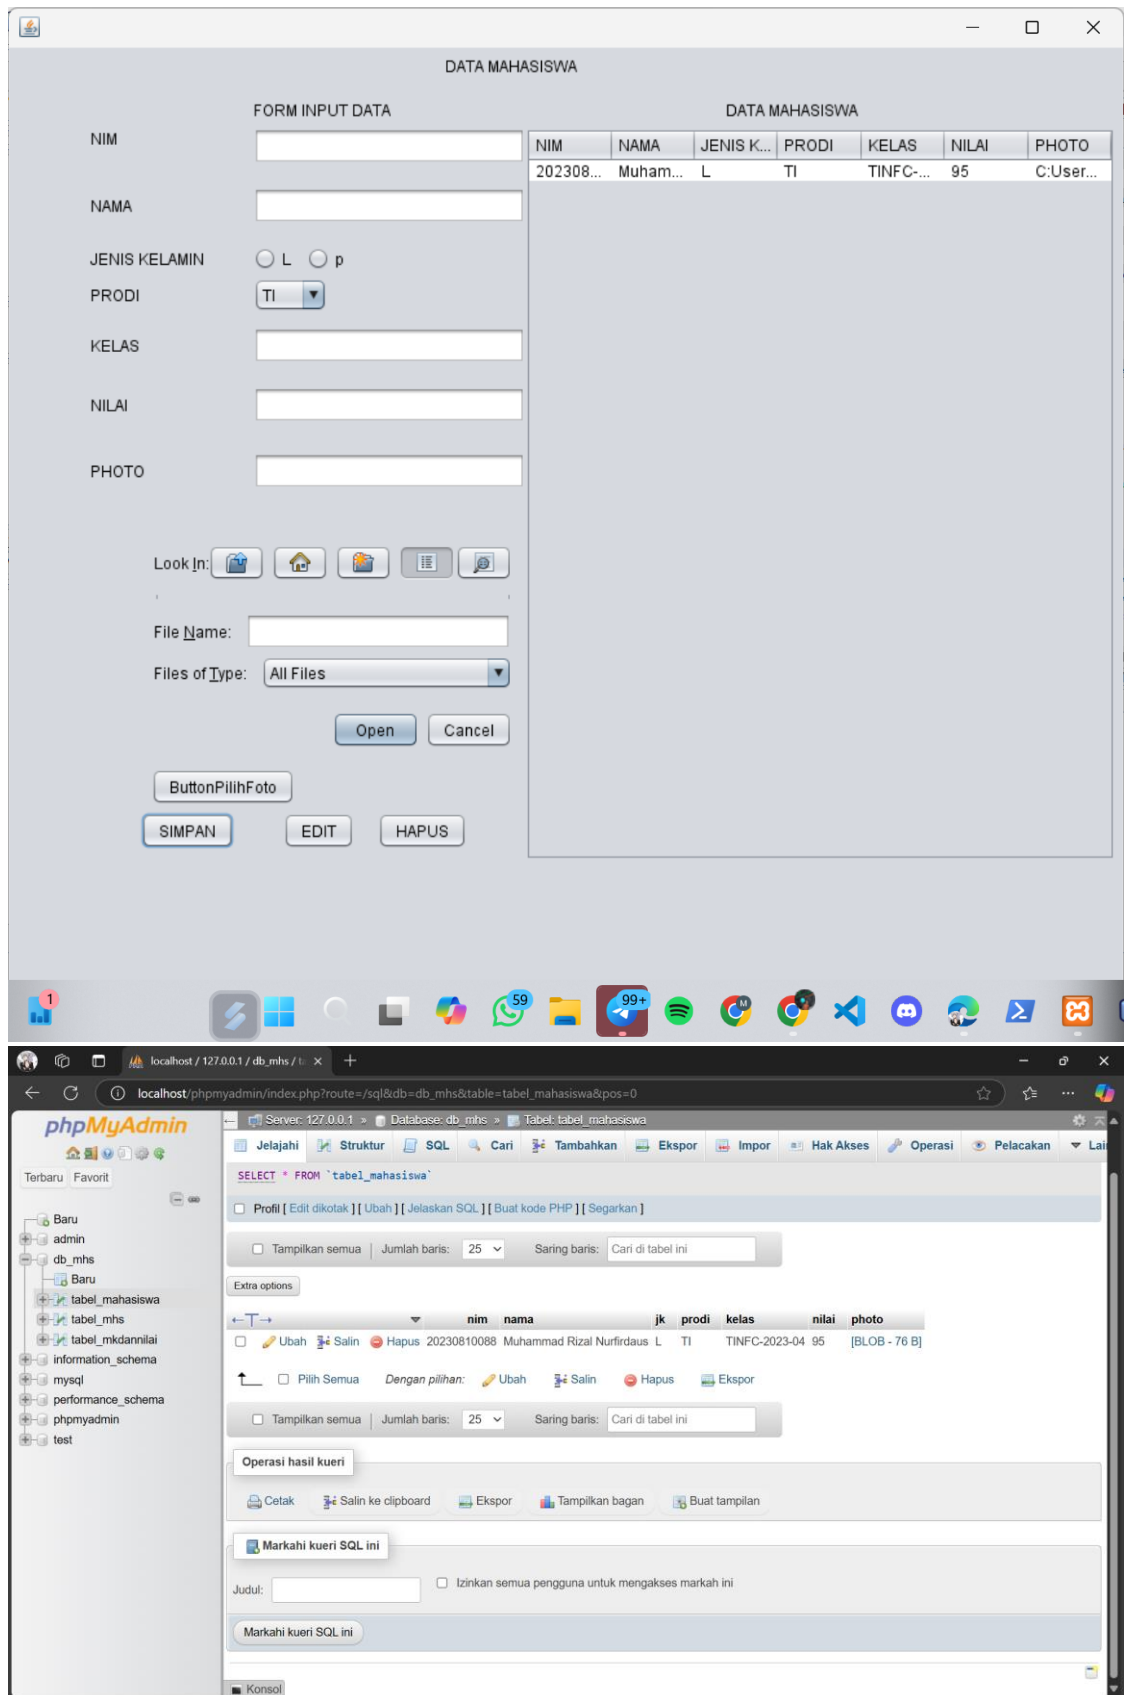 DATA MAHASISWA
FORM INPUT DATA
DATA MAHASISWA
NIM
NAMA
JENIS KELAMIN
L
p
PRODI
TI
KELAS
NILAI
PHOTO
NIM NAMA JENIS K... PRODI KELAS NILAI PHOTO
202308... Muham... L TI TINFC-... 95 C:User...
Look In:
File Name:
Files of Type:
All Files
Open
Cancel
ButtonPilihFoto
SIMPAN
EDIT
HAPUS
1
59
99+
M
localhost / 127.0.0.1 / db_mhs / t
localhost/phpmyadmin/index.php?route=/sql&db=db_mhs&table=tabel_mahasiswa&pos=0
phpMyAdmin
Terbaru Favorit
Baru
admin
db_mhs
Baru
tabel_mahasiswa
tabel_mhs
tabel_mkdannilai
information_schema
mysql
performance_schema
phpmyadmin
test
Server: 127.0.0.1 » Database: db_mhs » Tabel: tabel_mahasiswa
Jelajahi Struktur SQL Cari Tambahkan Ekspor Impor Hak Akses Operasi Pelacakan Lai
SELECT * FROM `tabel_mahasiswa`
Profil [ Edit dikotak ] [ Ubah ] [ Jelaskan SQL ] [ Buat kode PHP ] [ Segarkan ]
Tampilkan semua | Jumlah baris: 25 Saring baris: Cari di tabel ini
Extra options
←T→ nim nama jk prodi kelas nilai photo
Ubah Salin Hapus 20230810088 Muhammad Rizal Nurfirdaus L TI TINFC-2023-04 95 [BLOB - 76 B]
Pilih Semua Dengan pilihan: Ubah Salin Hapus Ekspor
Tampilkan semua | Jumlah baris: 25 Saring baris: Cari di tabel ini
Operasi hasil kueri
Cetak Salin ke clipboard Ekspor Tampilkan bagan Buat tampilan
Markahi kueri SQL ini
Judul:
Izinkan semua pengguna untuk mengakses markah ini
Markahi kueri SQL ini
Konsol